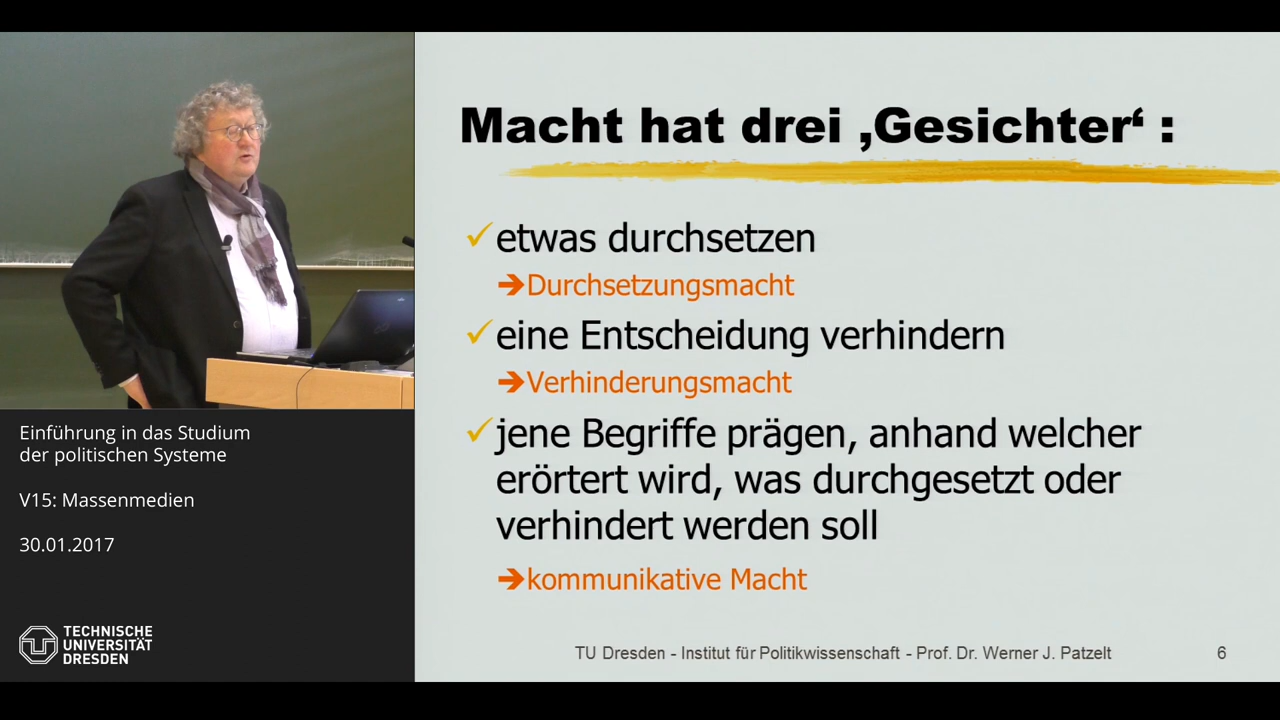 Macht hat drei ‚Gesichter‘ :
✓etwas durchsetzen
➔Durchsetzungsmacht
✓eine Entscheidung verhindern
➔Verhinderungsmacht
✓jene Begriffe prägen, anhand welcher
erörtert wird, was durchgesetzt oder
verhindert werden soll
➔kommunikative Macht
TU Dresden - Institut für Politikwissenschaft - Prof. Dr. Werner J. Patzelt
6
Einführung in das Studium
der politischen Systeme
V15: Massenmedien
30.01.2017
TECHNISCHE
UNIVERSITÄT
DRESDEN